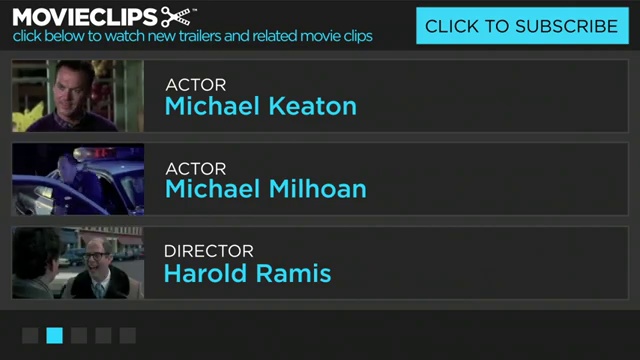 MOVIECLIPS™
click below to watch new trailers and related movie clips
CLICK TO SUBSCRIBE
ACTOR
Michael Keaton
ACTOR
Michael Milhoan
DIRECTOR
Harold Ramis